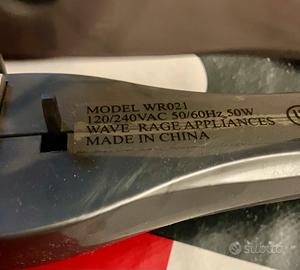 MODEL WR021
120/240VAC 50/60Hz 50W
WAVE RAGE APPLIANCES
MADE IN CHINA
subito